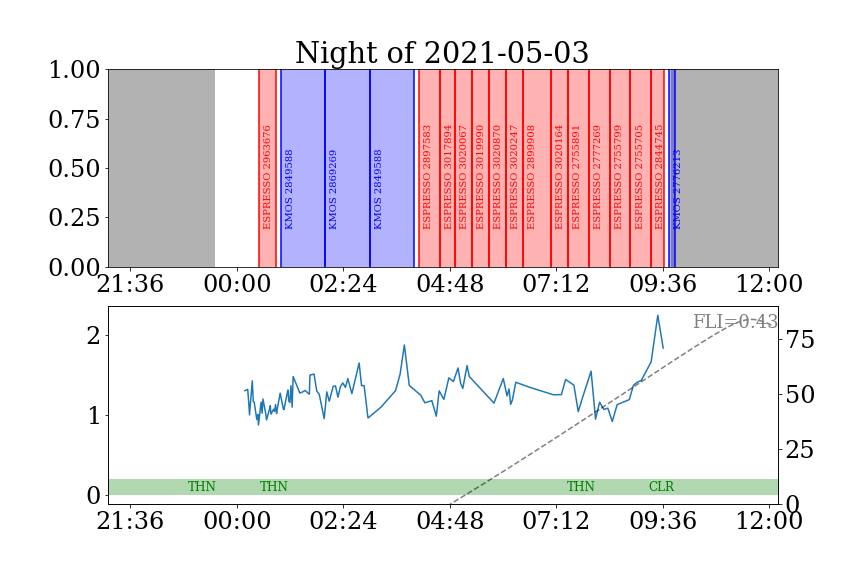 Night of 2021-05-03
1.00
0.75
0.50
0.25
0.00
ESPRESSO 2963676
KMOS 2849588
KMOS 2869269
KMOS 2849588
ESPRESSO 2897583
ESPRESSO 3017894
ESPRESSO 3020067
ESPRESSO 3019990
ESPRESSO 3020870
ESPRESSO 3020247
ESPRESSO 2899908
ESPRESSO 3020164
ESPRESSO 2755891
ESPRESSO 2777269
ESPRESSO 2755799
ESPRESSO 2755705
ESPRESSO 2844745
KMOS 2776213
21:36 00:00 02:24 04:48 07:12 09:36 12:00
FLI=0.43
2
1
0
75
50
25
0
THN THN THN CLR
21:36 00:00 02:24 04:48 07:12 09:36 12:00